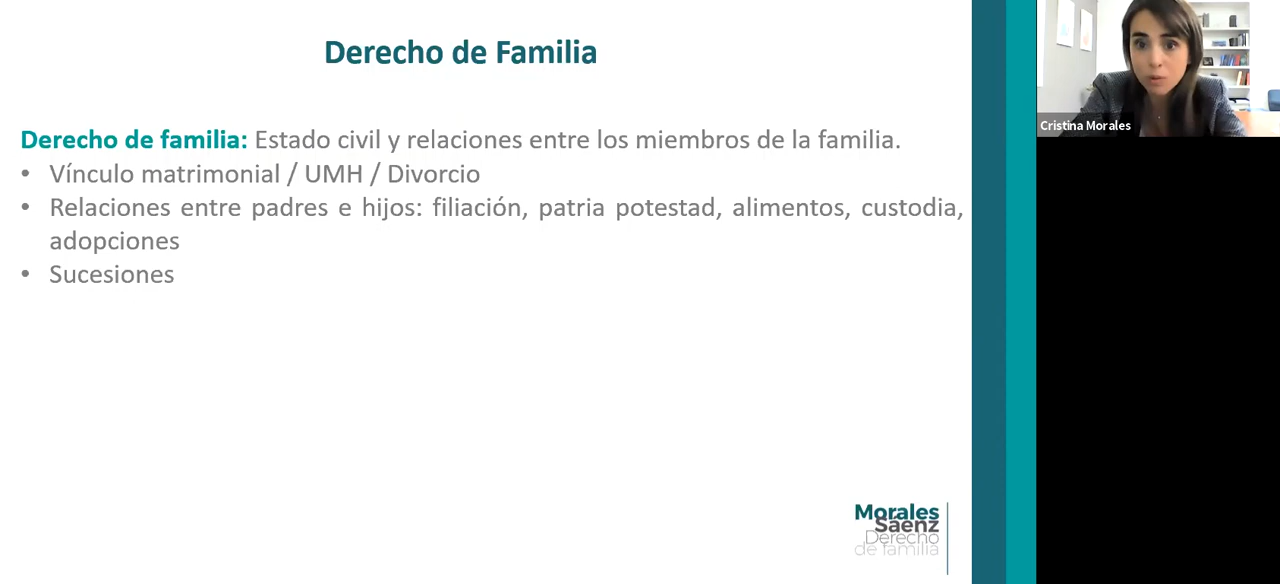 Derecho de Familia
Derecho de familia: Estado civil y relaciones entre los miembros de la familia.
• Vínculo matrimonial / UMH / Divorcio
• Relaciones entre padres e hijos: filiación, patria potestad, alimentos, custodia,
adopciones
• Sucesiones
Morales
Sáenz
Derecho
de familia
Cristina Morales